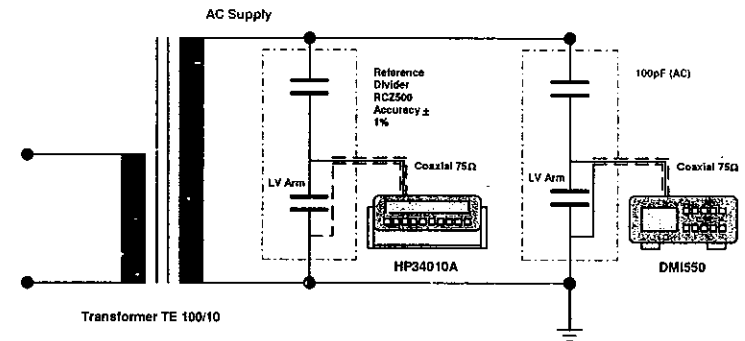 AC Supply
Reference
Divider
RCZ500
Accuracy ±
1%
100pF (AC)
LV Arm
Coaxial 75Ω
LV Arm
Coaxial 75Ω
HP34010A
DMI550
Transformer TE 100/10